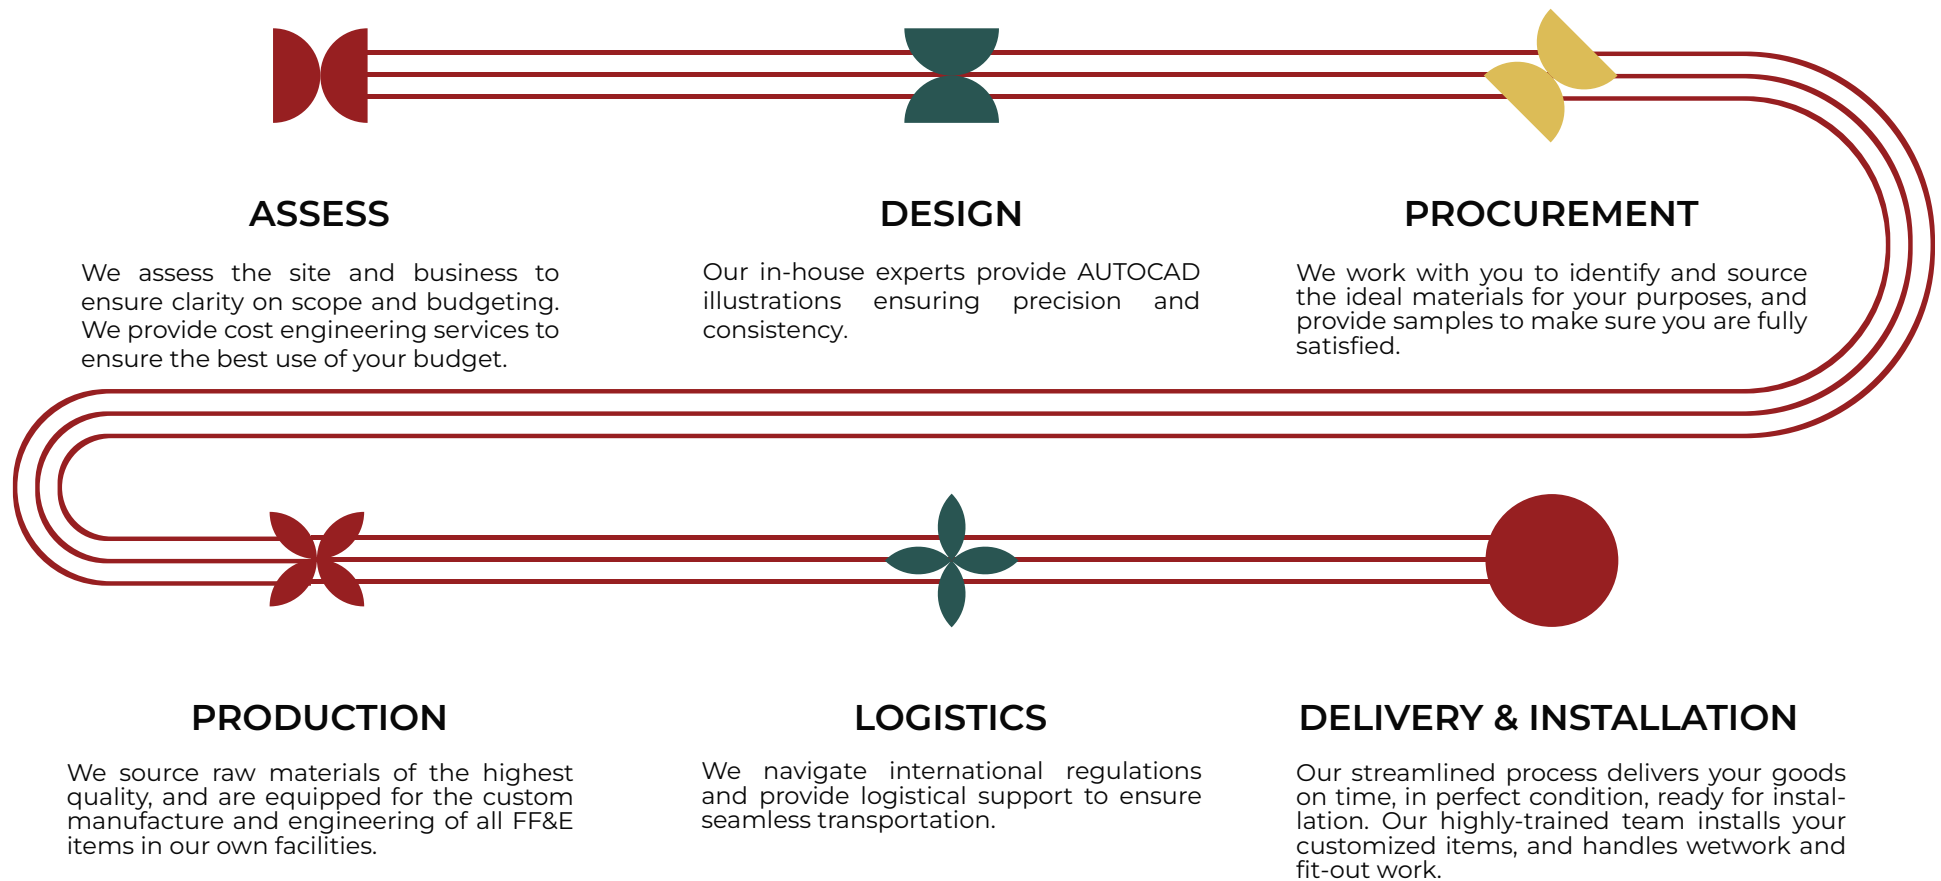 ASSESS
We assess the site and business to
ensure clarity on scope and budgeting.
We provide cost engineering services to
ensure the best use of your budget.
DESIGN
Our in-house experts provide AUTOCAD
illustrations ensuring precision and
consistency.
PROCUREMENT
We work with you to identify and source
the ideal materials for your purposes, and
provide samples to make sure you are fully
satisfied.
PRODUCTION
We source raw materials of the highest
quality, and are equipped for the custom
manufacture and engineering of all FF&E
items in our own facilities.
LOGISTICS
We navigate international regulations
and provide logistical support to ensure
seamless transportation.
DELIVERY & INSTALLATION
Our streamlined process delivers your goods
on time, in perfect condition, ready for instal-
lation. Our highly-trained team installs your
customized items, and handles wetwork and
fit-out work.